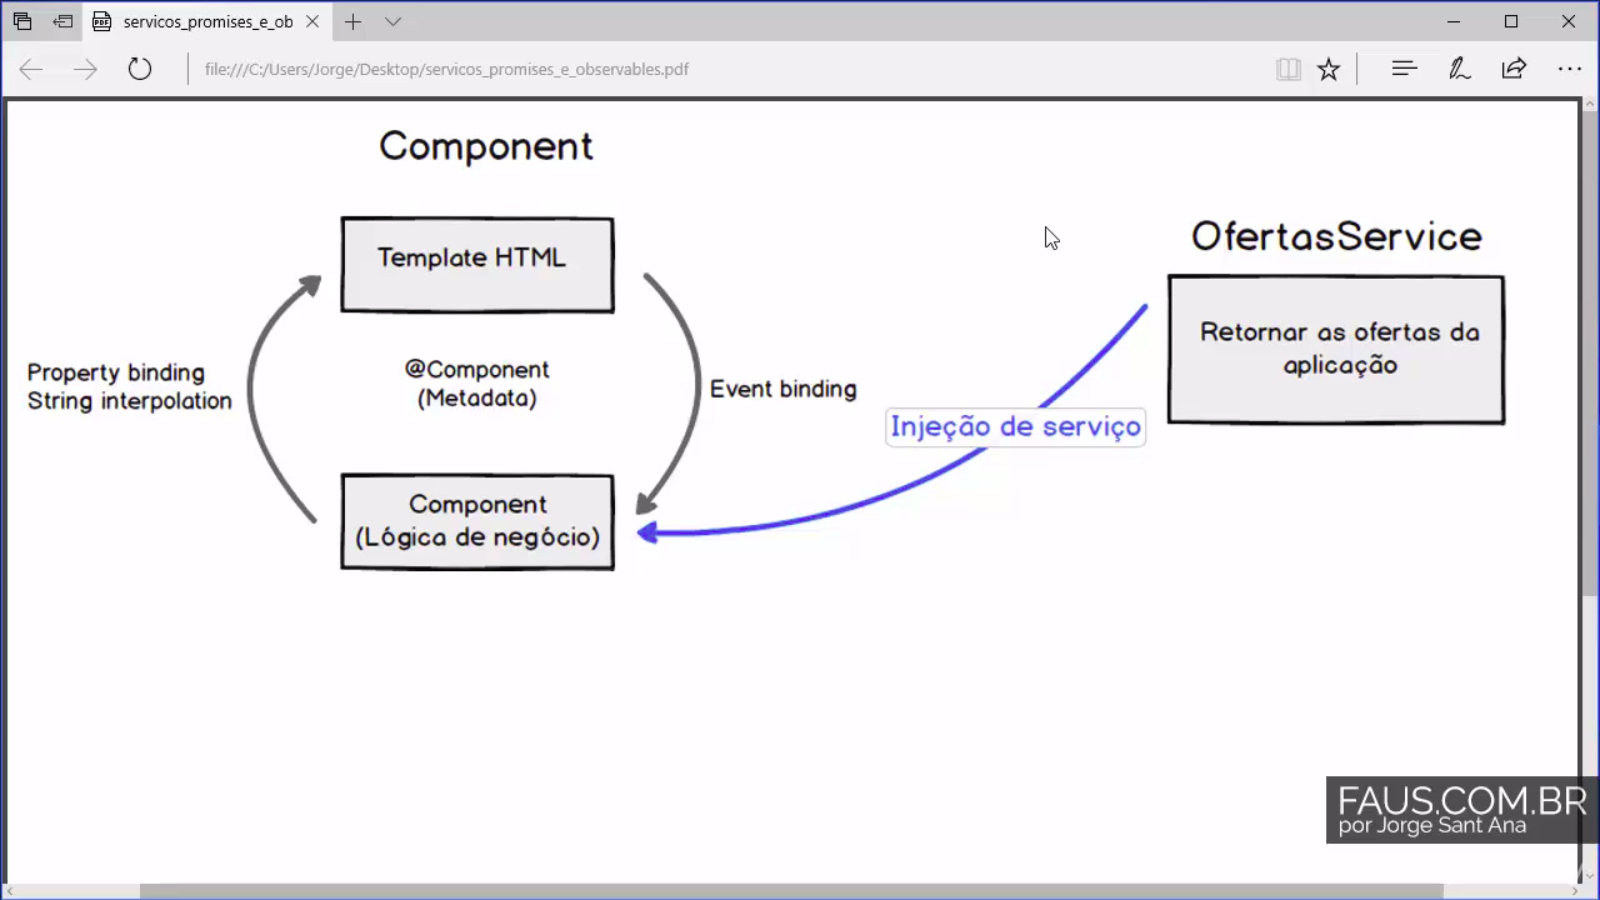 servicos_promises_e_ob
file:///C:/Users/Jorge/Desktop/servicos_promises_e_observables.pdf
Component
Template HTML
@Component
(Metadata)
Property binding
String interpolation
Event binding
Component
(Lógica de negócio)
OfertasService
Retornar as ofertas da
aplicação
Injeção de serviço
FAUS.COM.BR
por Jorge Sant Ana